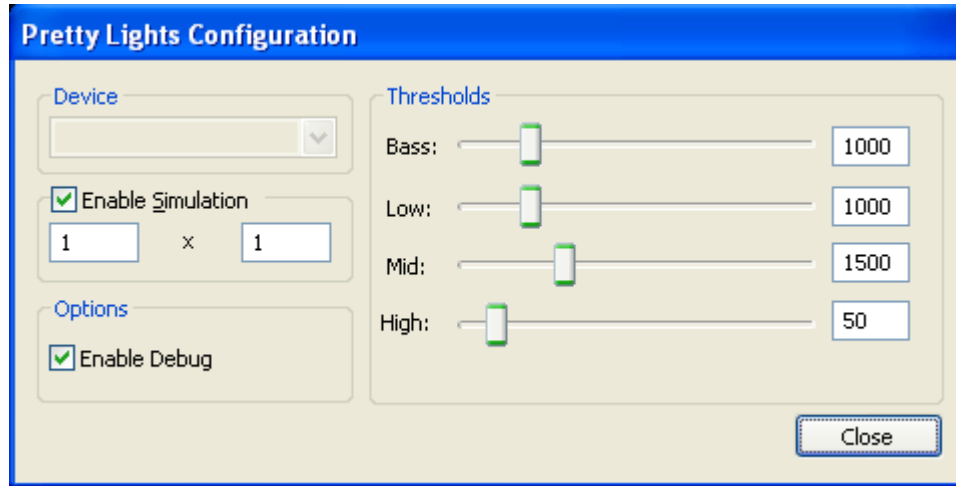 Pretty Lights Configuration
Device
Enable Simulation
1 x 1
Options
Enable Debug
Thresholds
Bass: 1000
Low: 1000
Mid: 1500
High: 50
Close